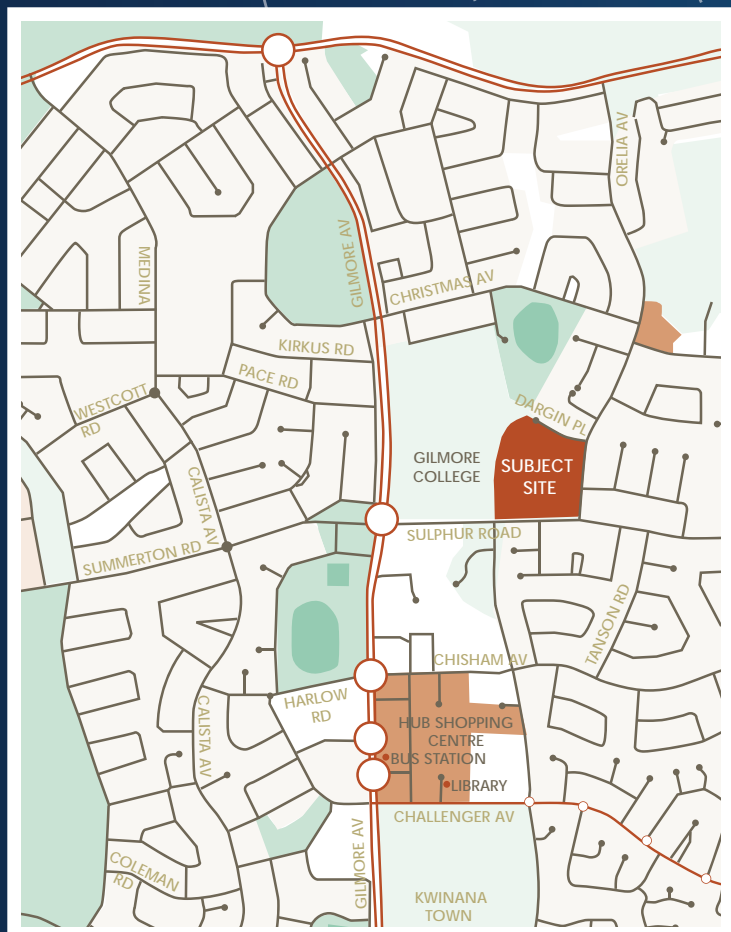 ORELIA AV
MEDINA
GILMORE AV
CHRISTMAS AV
KIRKUS RD
PACE RD
WESTCOTT
RD
DARGIN PL
GILMORE
COLLEGE
SUBJECT
SITE
CALISTA AV
SULPHUR ROAD
SUMMERTON RD
TANSON RD
CHISHAM AV
HARLOW
RD
CALISTA AV
HUB SHOPPING
CENTRE
BUS STATION
LIBRARY
CHALLENGER AV
GILMORE AV
COLEMAN
RD
KWINANA
TOWN